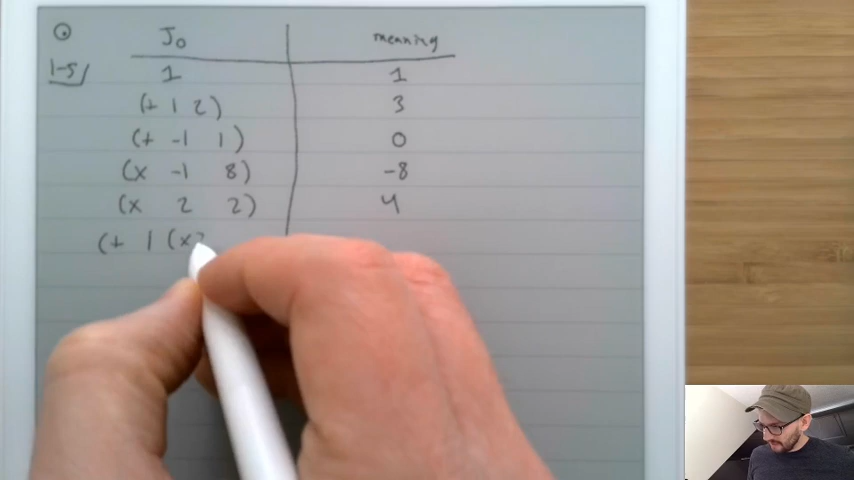 ⊙ J₀ meaning
1-5/ 1 1
(+ 1 2) 3
(+ -1 1) 0
(x -1 8) -8
(x 2 2) 4
(+ 1 (x